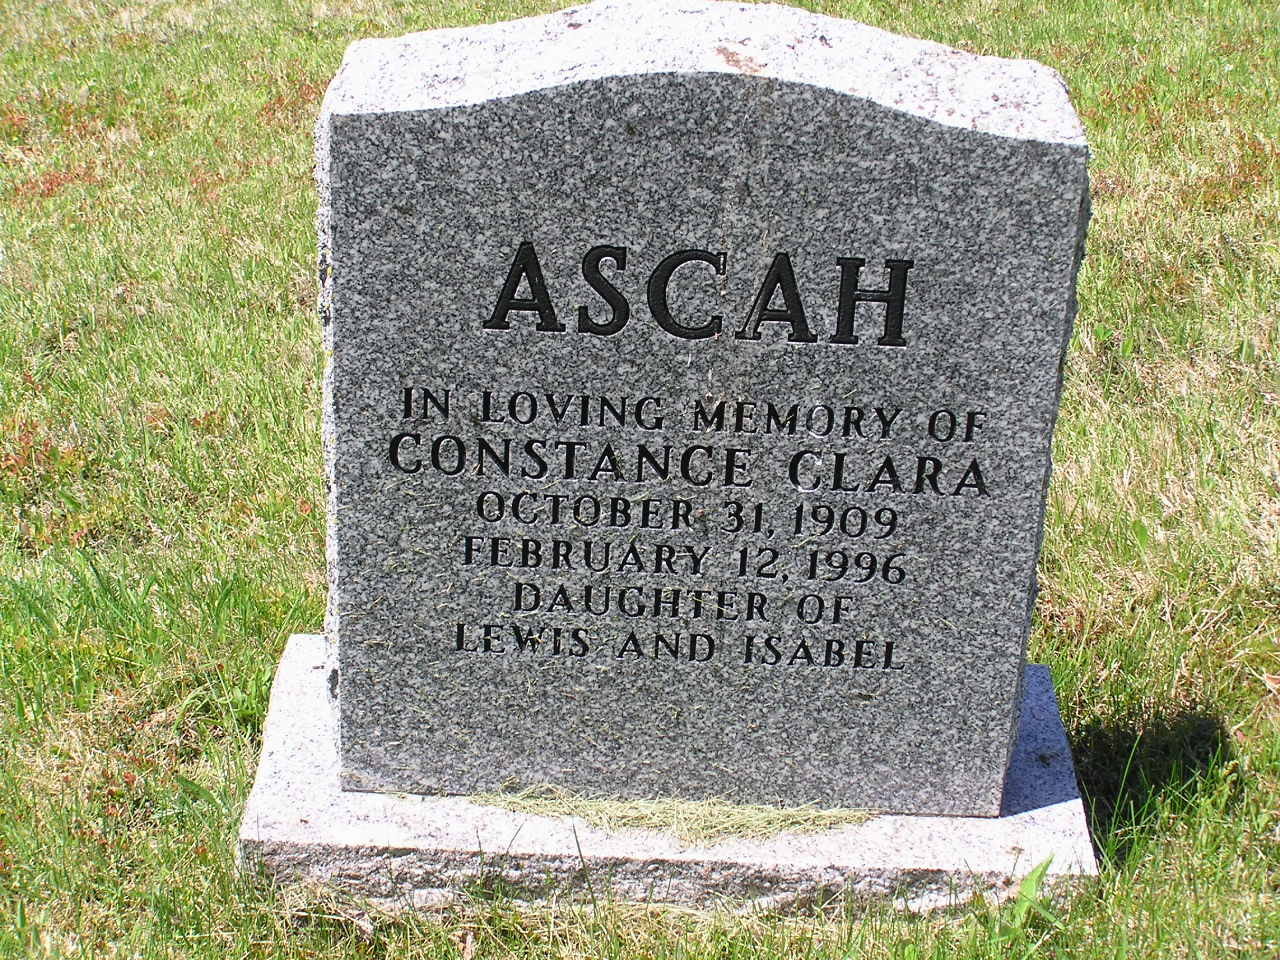 ASCAH
IN LOVING MEMORY OF
CONSTANCE CLARA
OCTOBER 31, 1909
FEBRUARY 12, 1996
DAUGHTER OF
LEWIS AND ISABEL